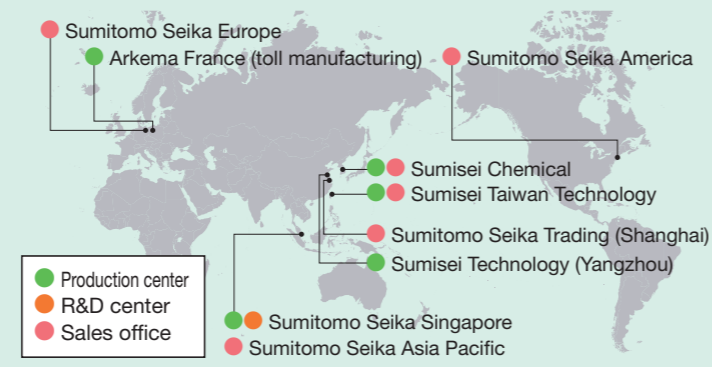 Sumitomo Seika Europe
Arkema France (toll manufacturing)
Sumitomo Seika America
Sumisei Chemical
Sumisei Taiwan Technology
Sumitomo Seika Trading (Shanghai)
Sumisei Technology (Yangzhou)
Production center
R&D center
Sales office
Sumitomo Seika Singapore
Sumitomo Seika Asia Pacific